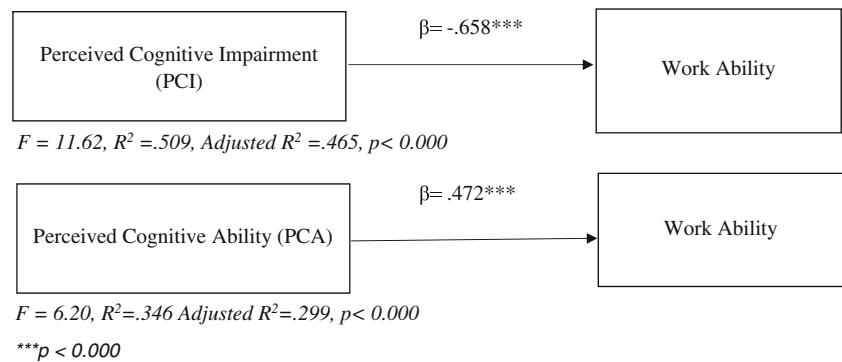 β= -.658***
Perceived Cognitive Impairment
(PCI)
Work Ability
F = 11.62, R² =.509, Adjusted R² =.465, p< 0.000
β= .472***
Perceived Cognitive Ability (PCA)
Work Ability
F = 6.20, R²=.346 Adjusted R²=.299, p< 0.000
***p < 0.000